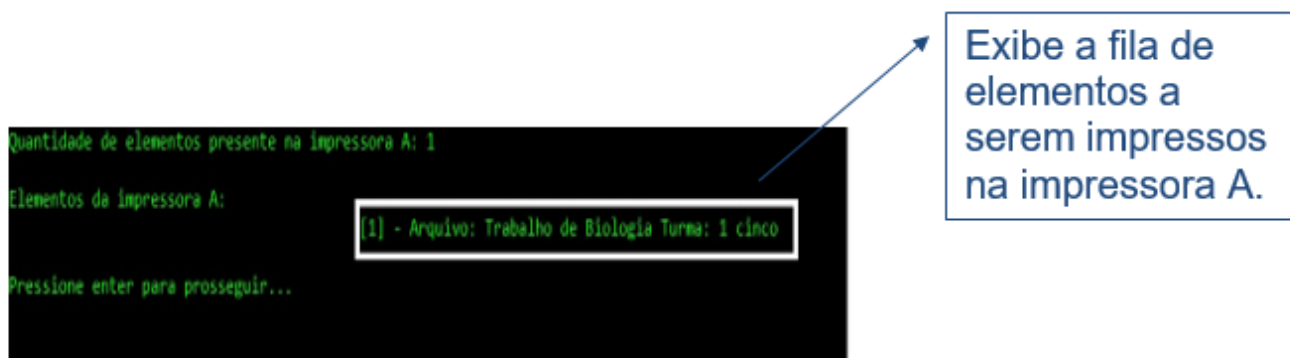 Exibe a fila de
elementos a
serem impressos
na impressora A.
Quantidade de elementos presente na impressora A: 1
Elementos da impressora A:
[1] - Arquivo: Trabalho de Biologia Turma: 1 cinco
Pressione enter para prosseguir...